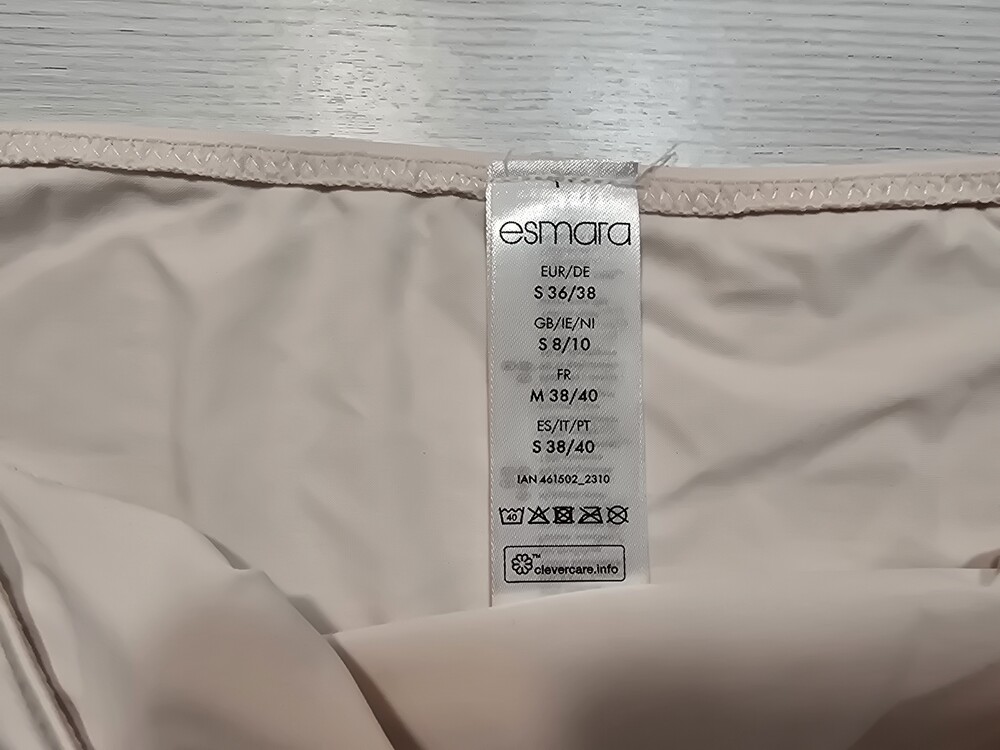 esmara
EUR/DE
S 36/38
GB/IE/NI
S 8/10
FR
M 38/40
ES/IT/PT
S 38/40
IAN 461502_2310
40
™
clevercare.info